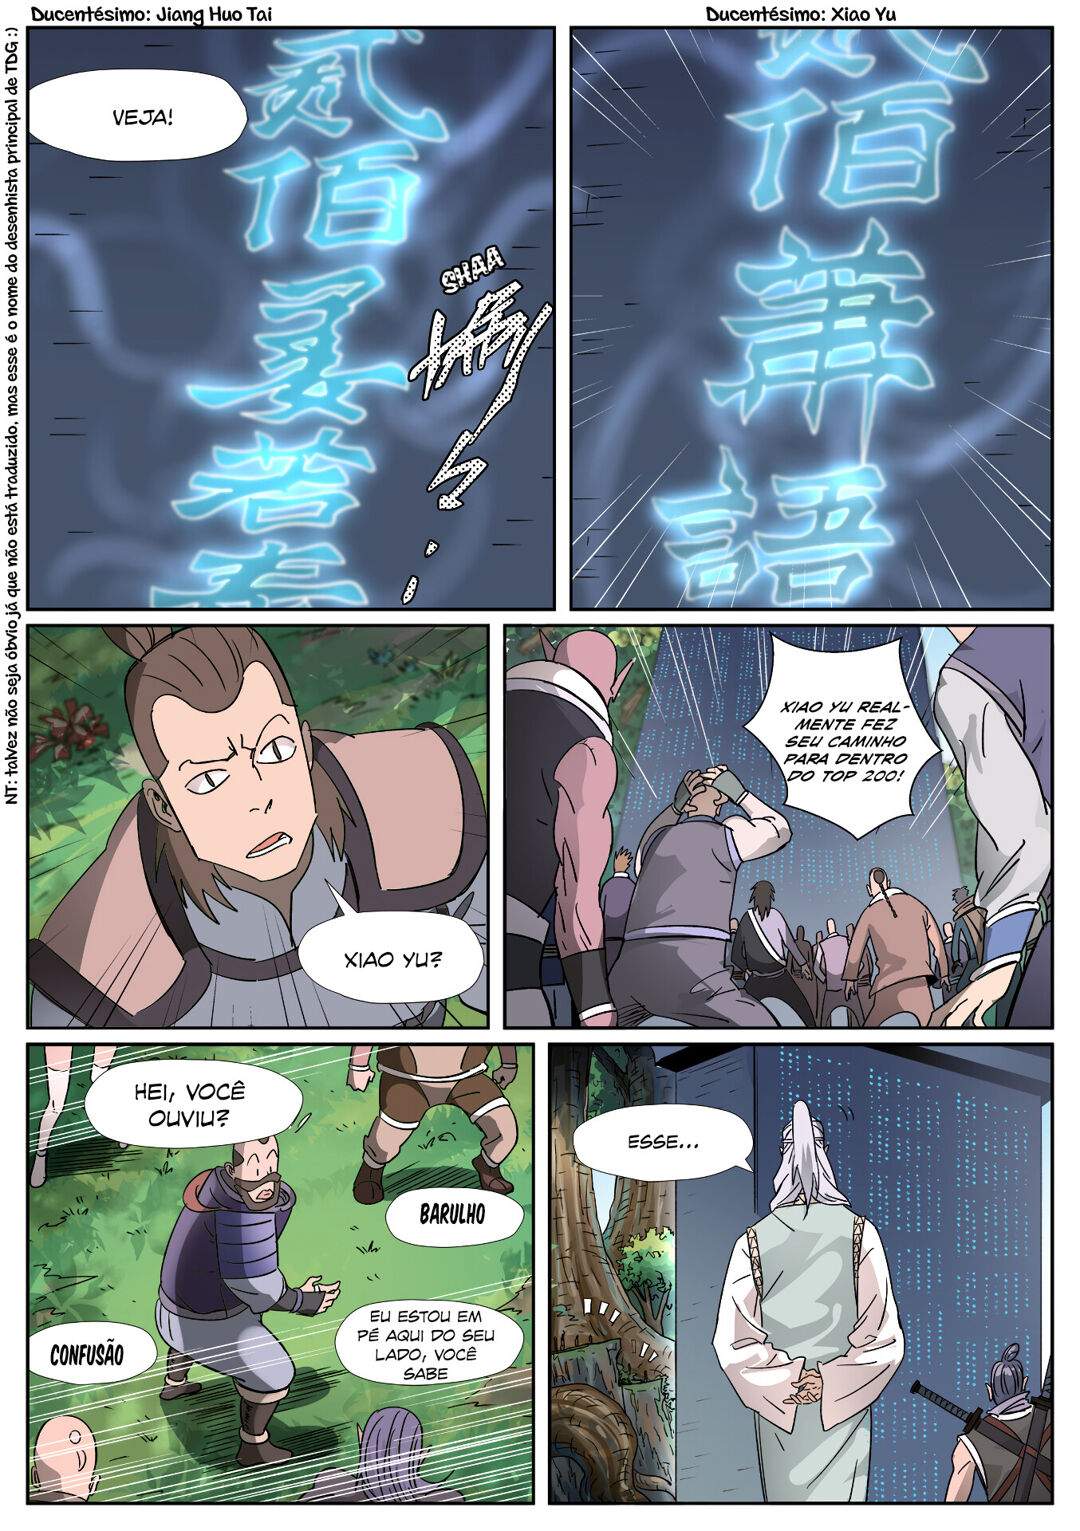 Ducentésimo: Jiang Huo Tai
Ducentésimo: Xiao Yu
NT: talvez não seja óbvio já que não está traduzido, mas esse é o nome do desenhista principal de TDG :)
VEJA!
贰
佰
SHAA
佰
萧
語
XIAO YU?
XIAO YU REAL-
MENTE FEZ
SEU CAMINHO
PARA DENTRO
DO TOP 200!
HEI, VOCÊ
OUVIU?
BARULHO
CONFUSÃO
EU ESTOU EM
PÉ AQUI DO SEU
LADO, VOCÊ
SABE
ESSE...